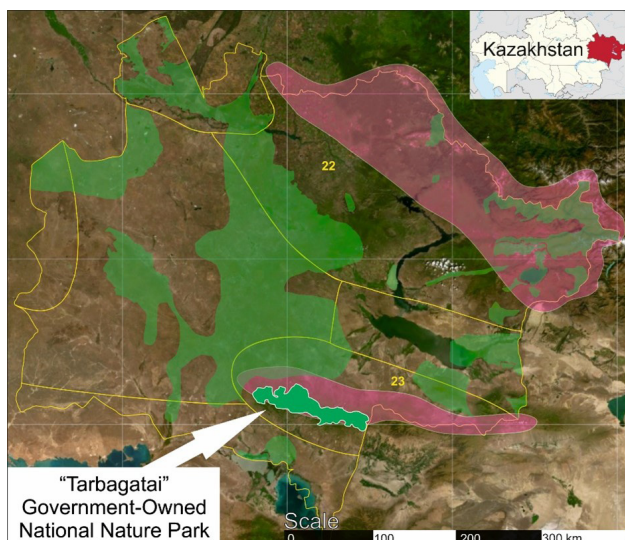 Kazakhstan
22
23
“Tarbagatai”
Government-Owned
National Nature Park
Scale
0 100 200 300 km